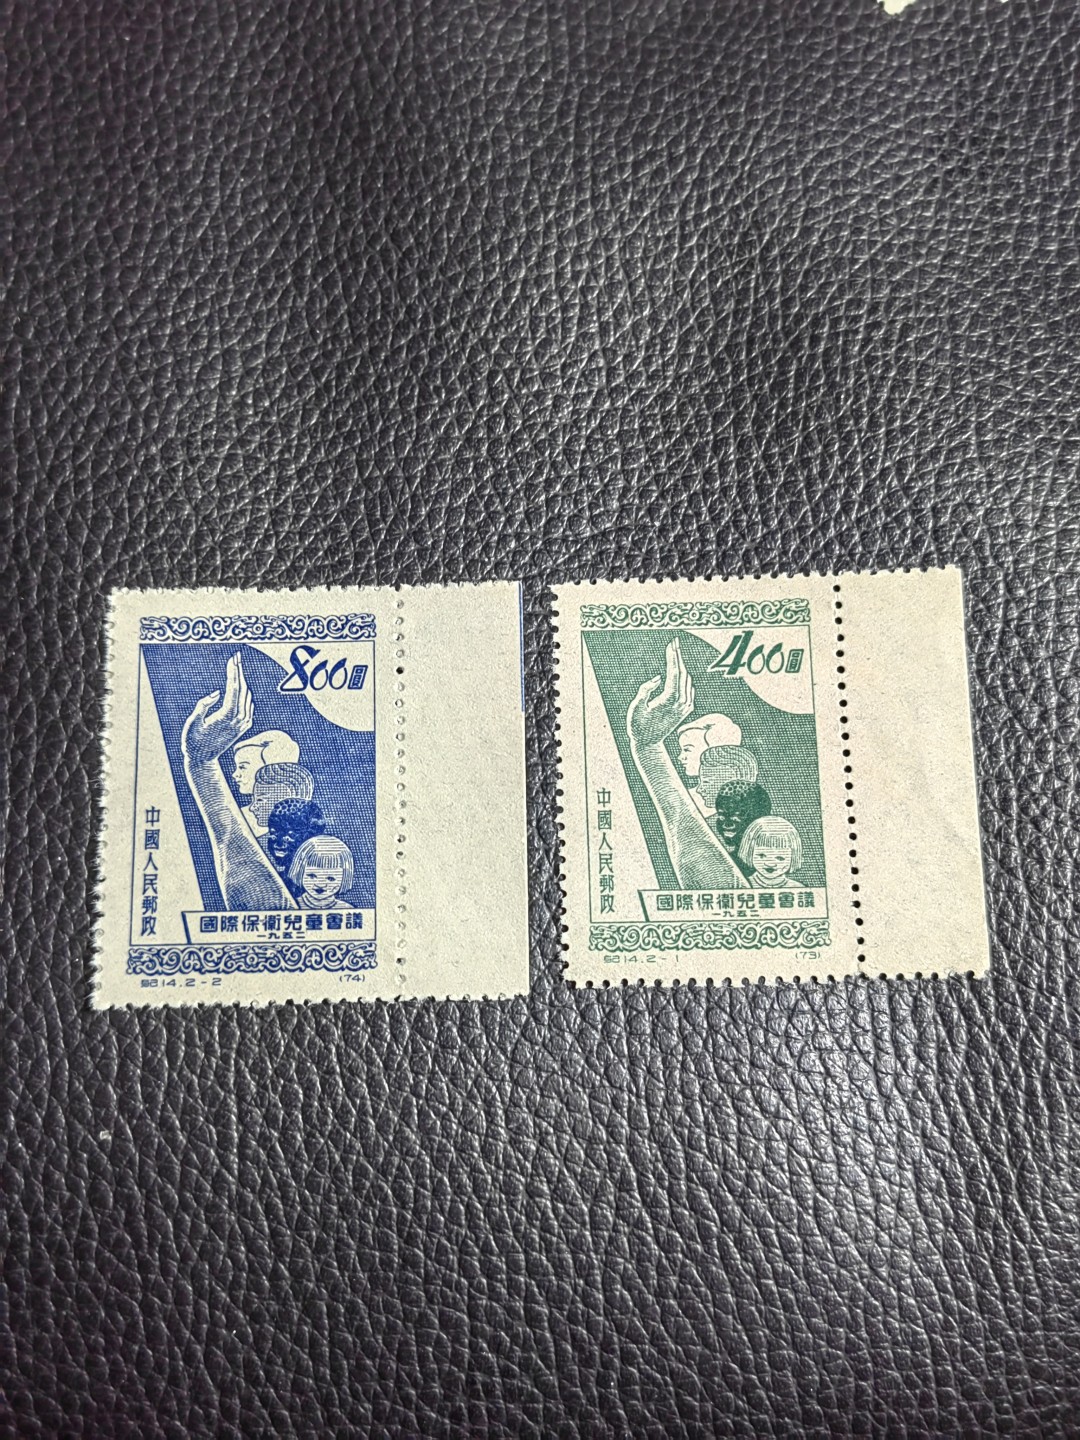 800圓
中國人民郵政
國際保衛兒童會議
一九五二
紀14.2-2
(74)
400圓
中國人民郵政
國際保衛兒童會議
一九五二
紀14.2-1
(73)